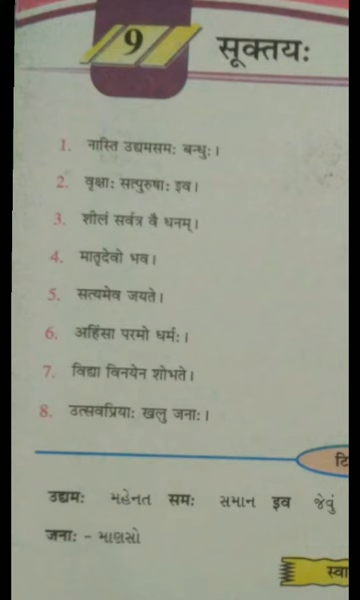 9 सूक्तयः
1. नास्ति उद्यमसमः बन्धुः।
2. वृक्षाः सत्पुरुषाः इव।
3. शीलं सर्वत्र वै धनम्।
4. मातृदेवो भव।
5. सत्यमेव जयते।
6. अहिंसा परमो धर्मः।
7. विद्या विनयेन शोभते।
8. उत्सवप्रियाः खलु जनाः।
टि
उद्यमः મહેનત समः સમાન इव જેવું
जनाः - માણસો
स्वा